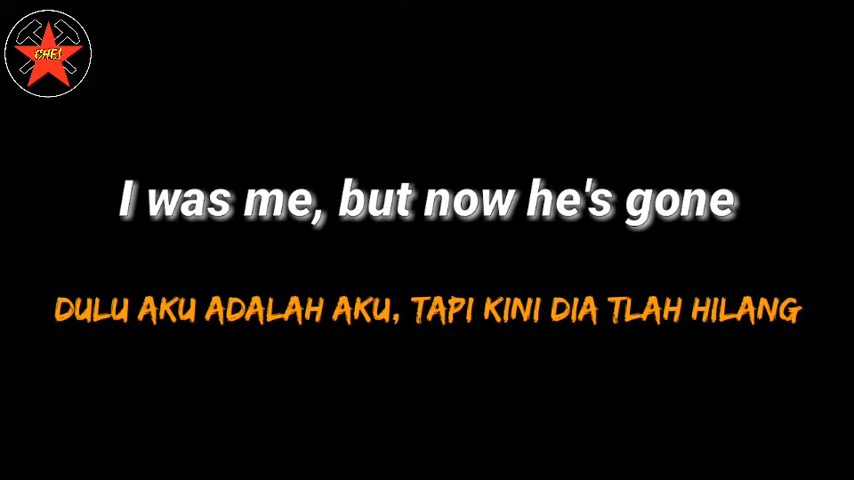 CHE!
I was me, but now he's gone
DULU AKU ADALAH AKU, TAPI KINI DIA TLAH HILANG